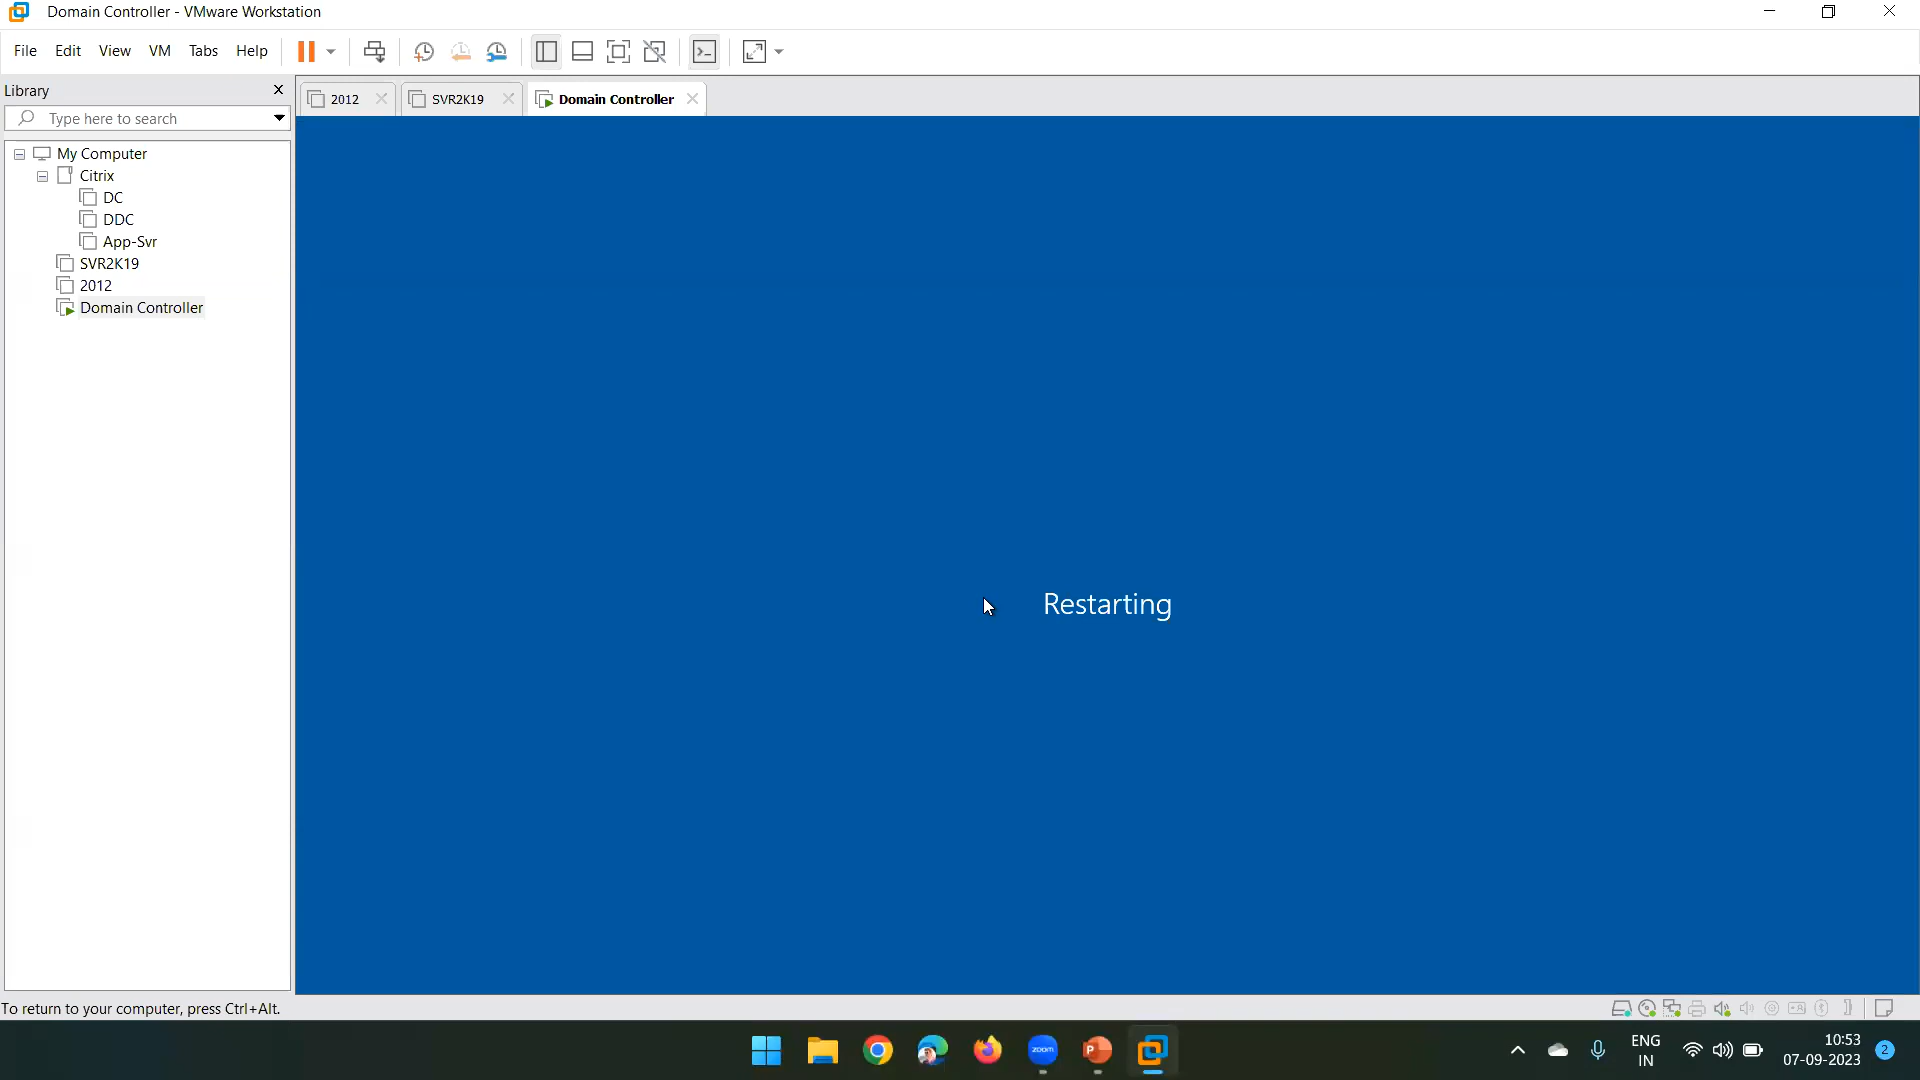 Domain Controller - VMware Workstation
File Edit View VM Tabs Help
Library
Type here to search
2012 SVR2K19 Domain Controller
My Computer
Citrix
DC
DDC
App-Svr
SVR2K19
2012
Domain Controller
Restarting
To return to your computer, press Ctrl+Alt.
zoom
P
ENG
IN
10:53
07-09-2023
2